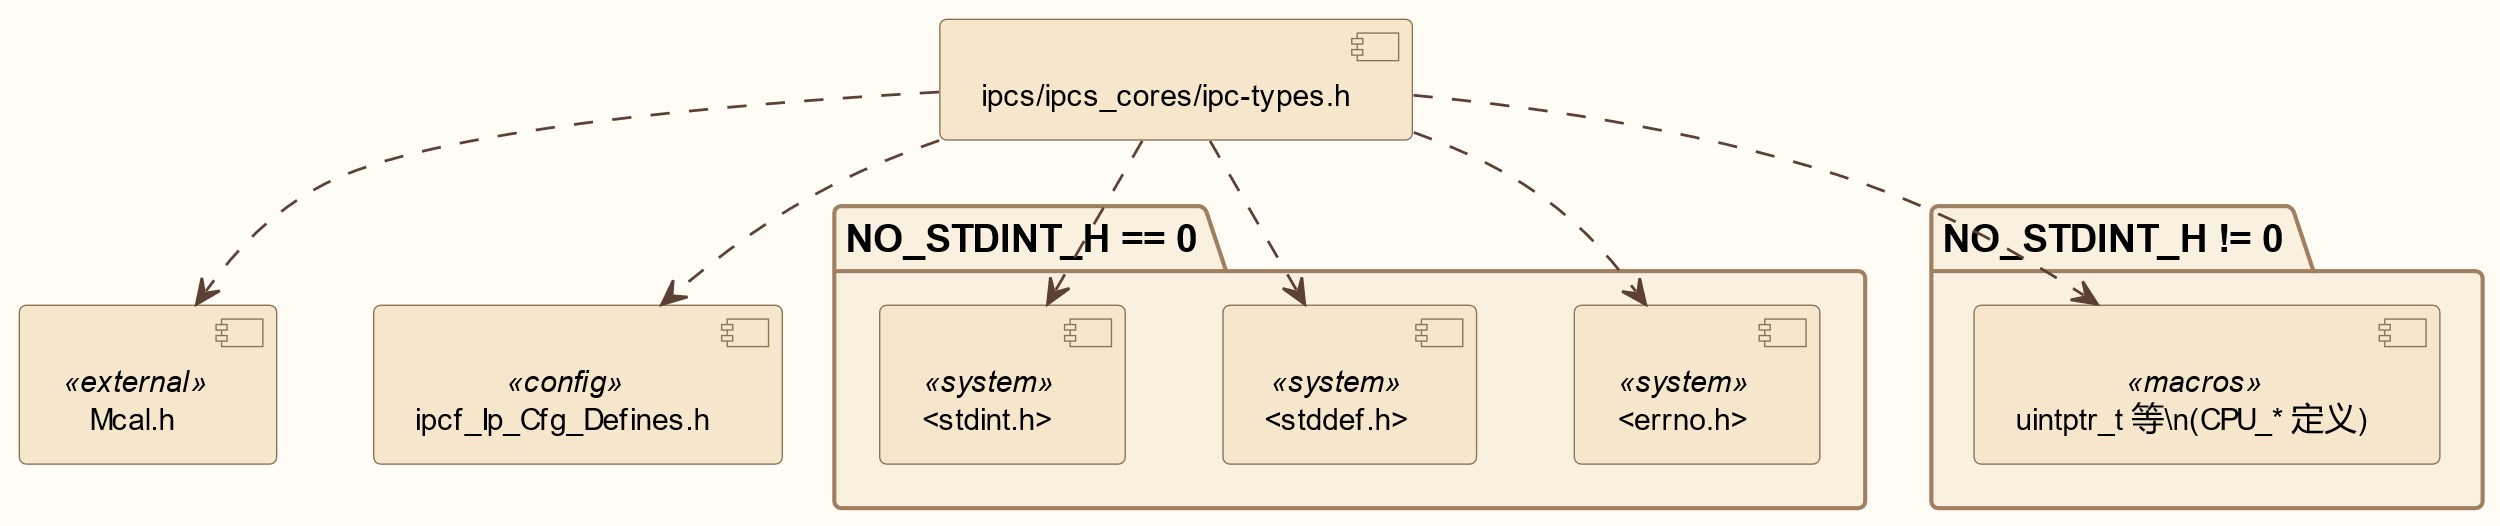 ipcs/ipcs_cores/ipc-types.h
NO_STDINT_H == 0
NO_STDINT_H != 0
«external»
Mcal.h
«config»
ipcf_Ip_Cfg_Defines.h
«system»
<stdint.h>
«system»
<stddef.h>
«system»
<errno.h>
«macros»
uintptr_t 等\n(CPU_* 定义)